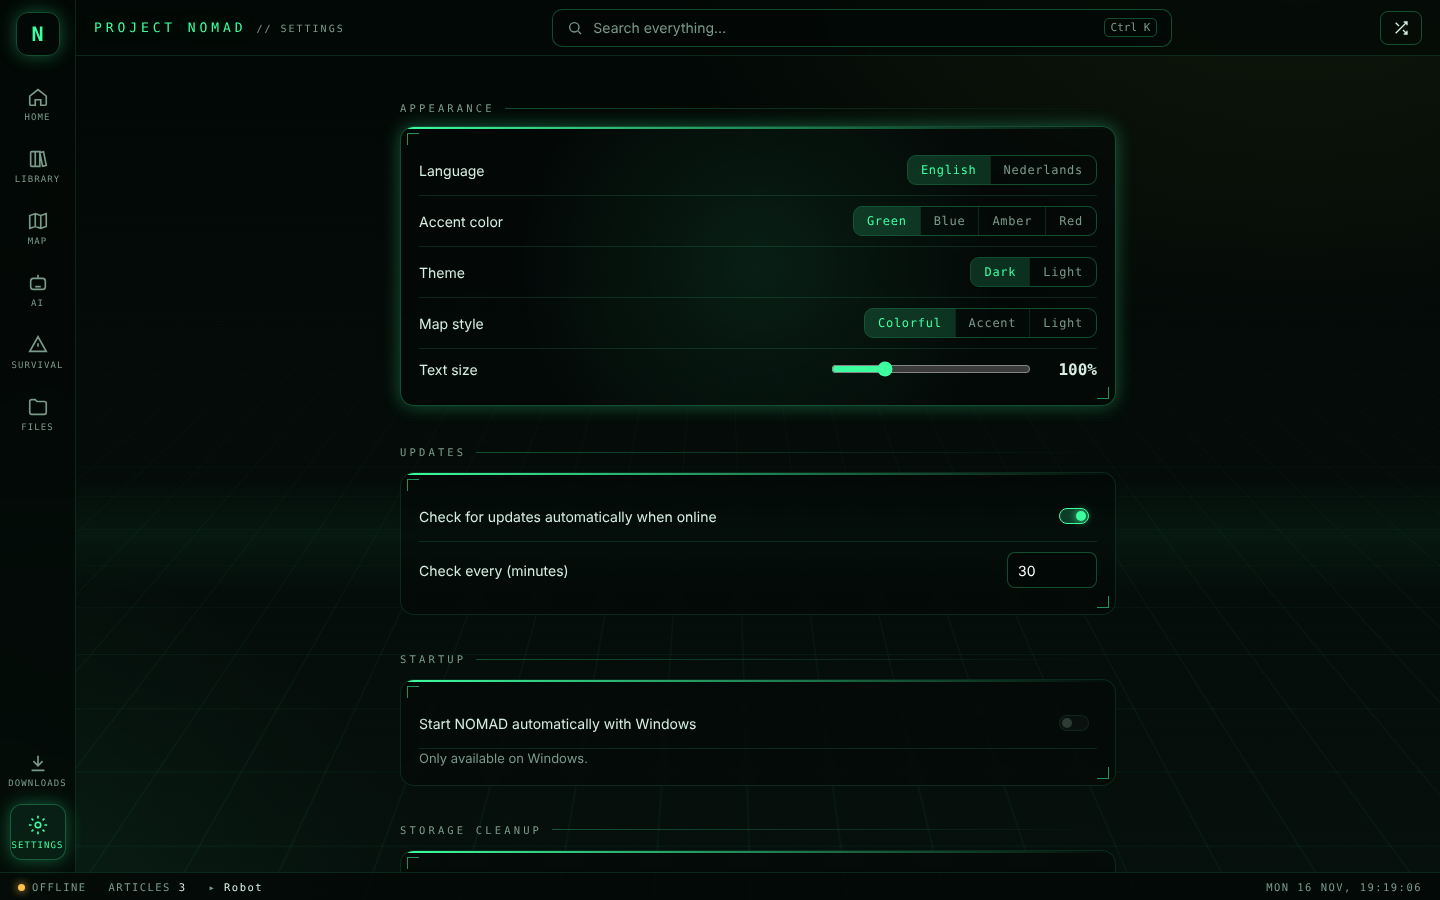 N
PROJECT NOMAD // SETTINGS
Search everything...
Ctrl K
HOME
LIBRARY
MAP
AI
SURVIVAL
FILES
DOWNLOADS
SETTINGS
APPEARANCE
Language
English Nederlands
Accent color
Green Blue Amber Red
Theme
Dark Light
Map style
Colorful Accent Light
Text size
100%
UPDATES
Check for updates automatically when online
Check every (minutes)
30
STARTUP
Start NOMAD automatically with Windows
Only available on Windows.
STORAGE CLEANUP
OFFLINE ARTICLES 3 ▸ Robot
MON 16 NOV, 19:19:06